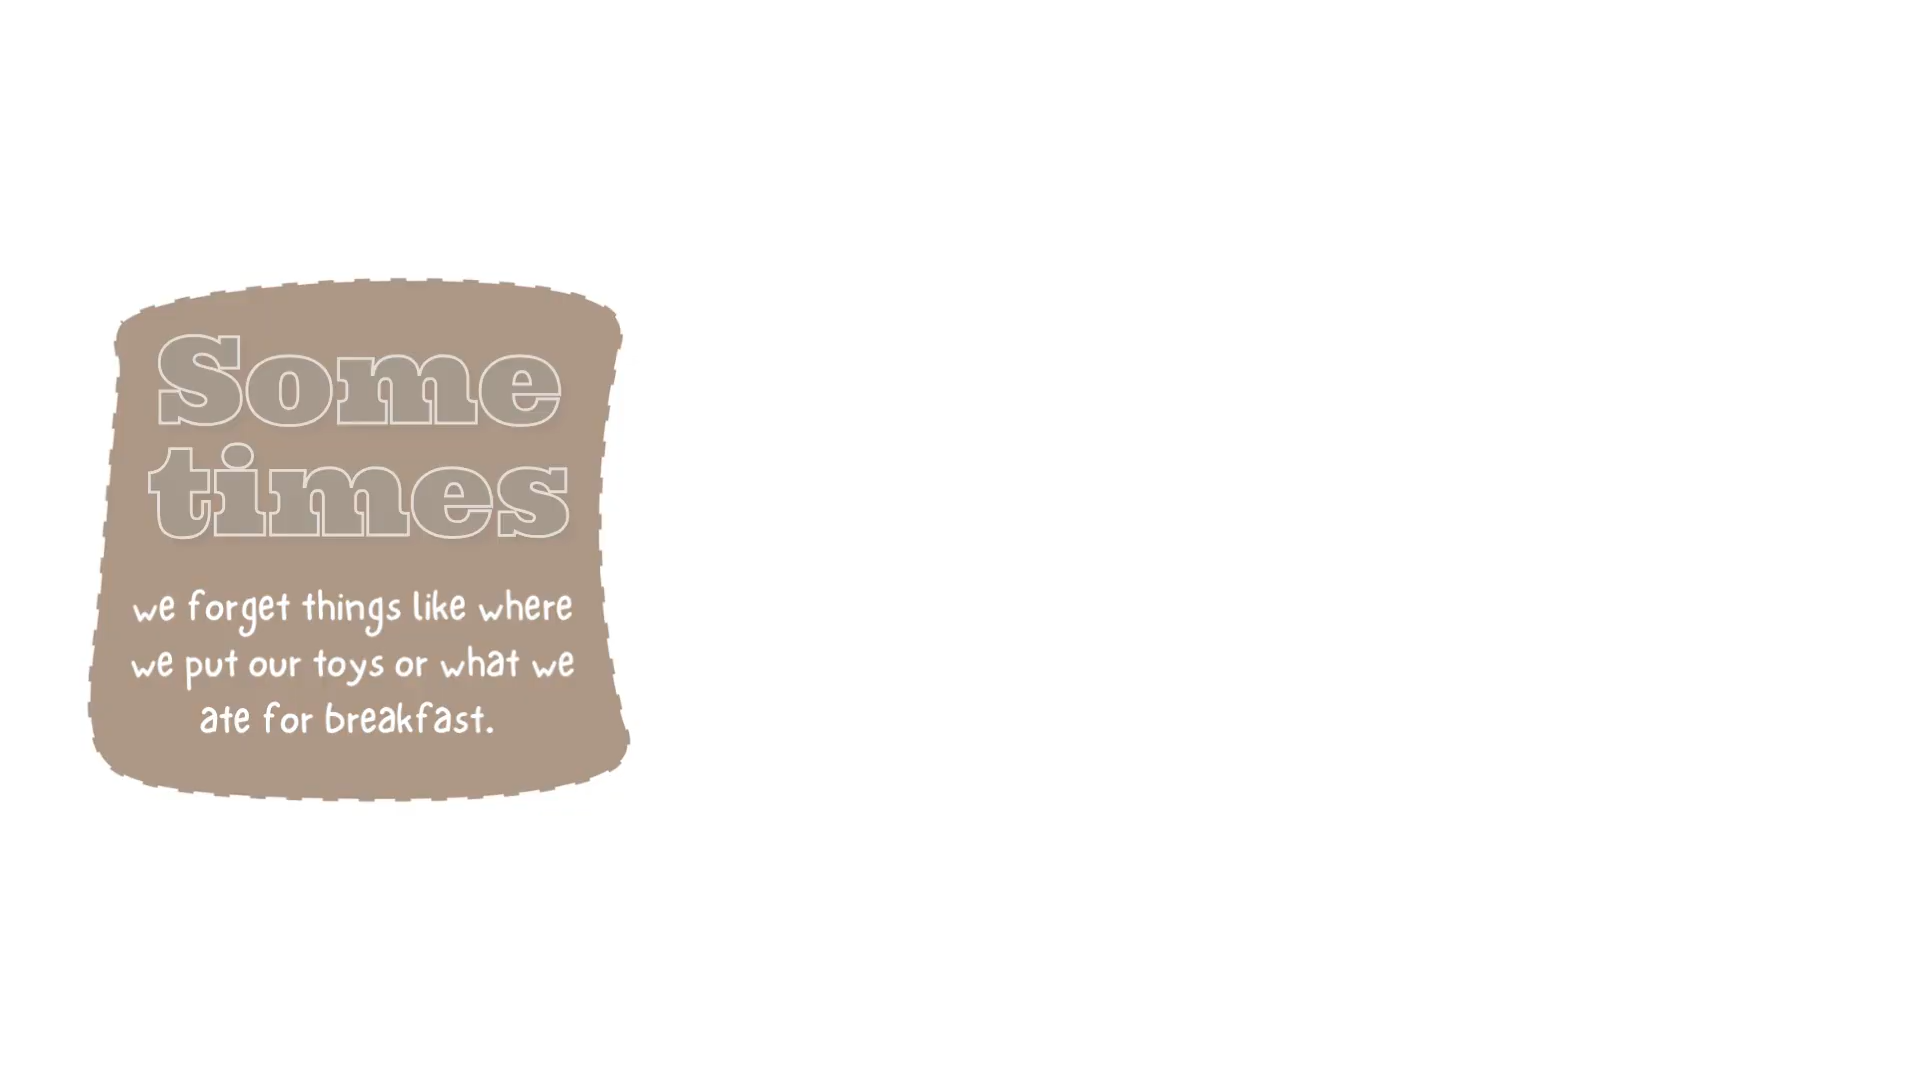 Some
times
we forget things like where
we put our toys or what we
ate for breakfast.